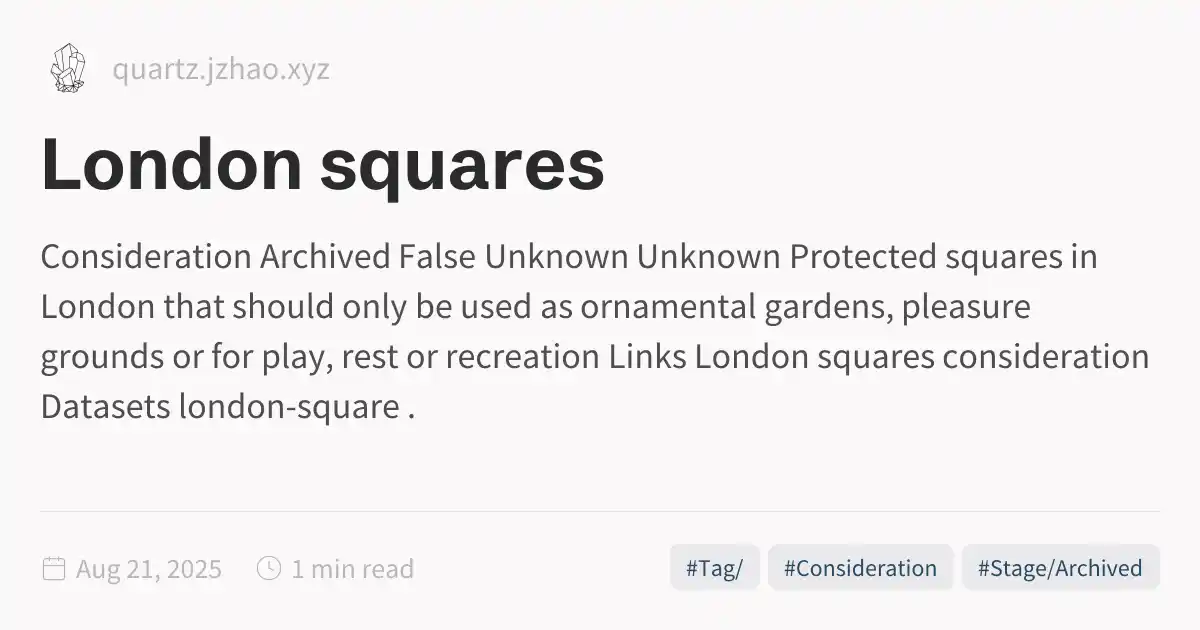 quartz.jzhao.xyz
London squares
Consideration Archived False Unknown Unknown Protected squares in
London that should only be used as ornamental gardens, pleasure
grounds or for play, rest or recreation Links London squares consideration
Datasets london-square .
Aug 21, 2025 1 min read #Tag/ #Consideration #Stage/Archived